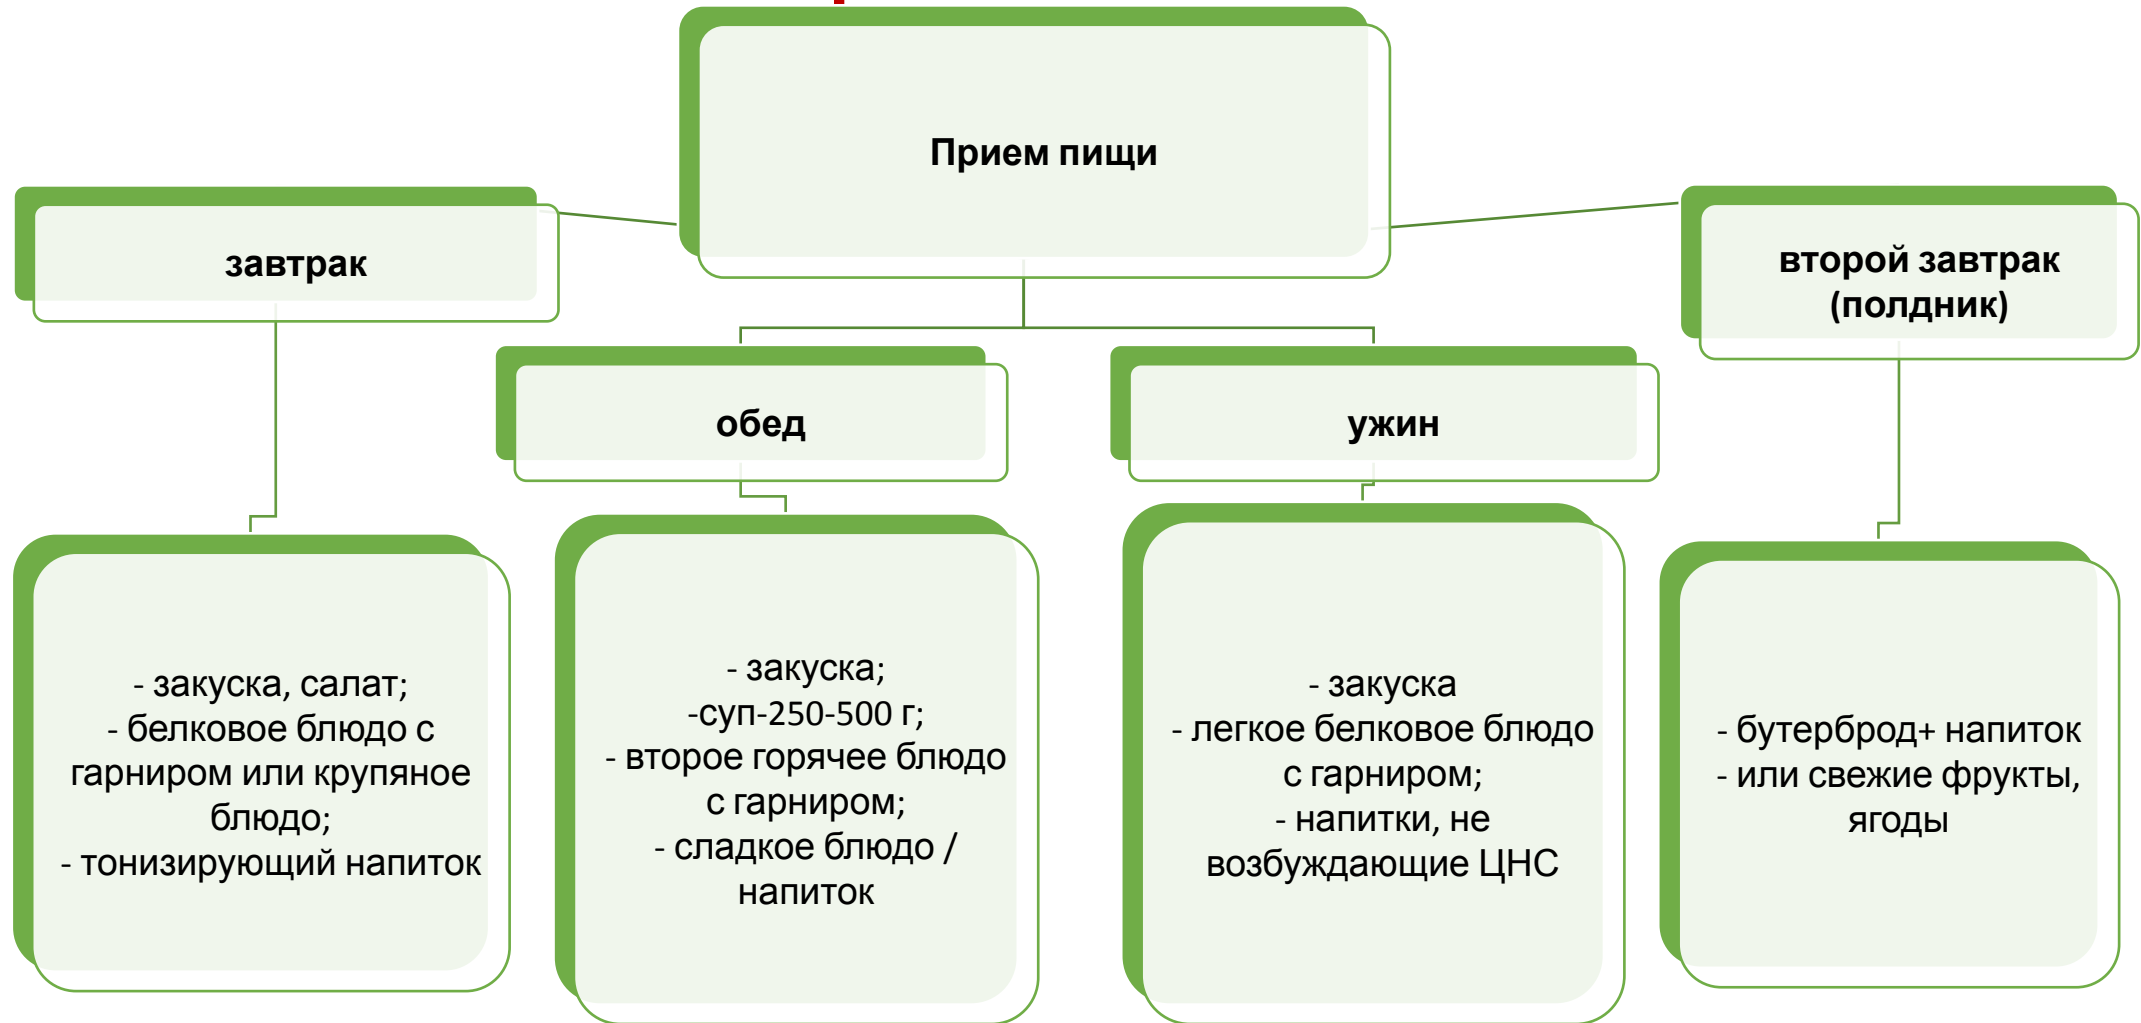 Прием пищи
завтрак
второй завтрак
(полдник)
обед
ужин
- закуска, салат;
- белковое блюдо с
гарниром или крупяное
блюдо;
- тонизирующий напиток
- закуска;
-суп-250-500 г;
- второе горячее блюдо
с гарниром;
- сладкое блюдо /
напиток
- закуска
- легкое белковое блюдо
с гарниром;
- напитки, не
возбуждающие ЦНС
- бутерброд+ напиток
- или свежие фрукты,
ягоды